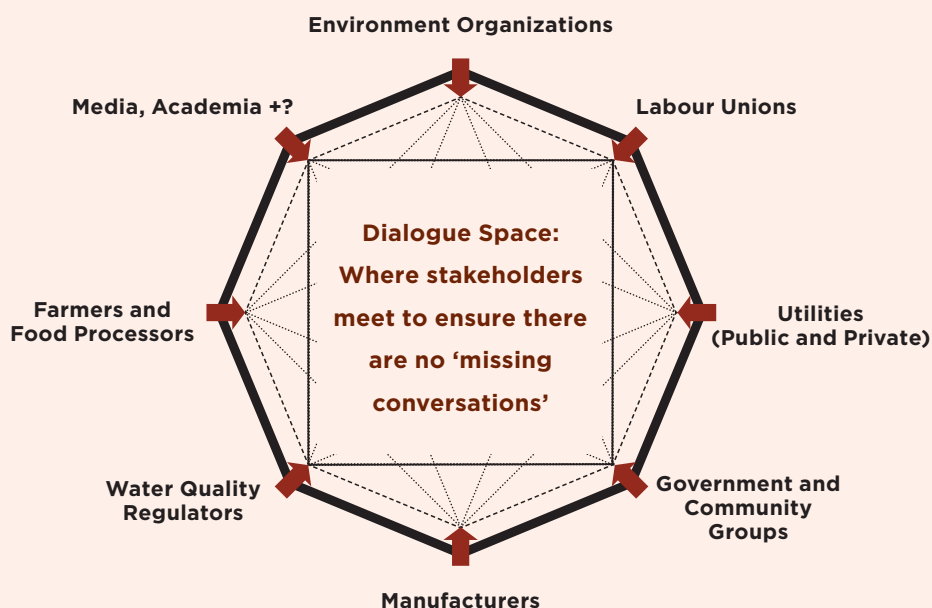 Environment Organizations
Media, Academia +?
Labour Unions
Dialogue Space:
Where stakeholders
meet to ensure there
are no ‘missing
conversations’
Farmers and
Food Processors
Utilities
(Public and Private)
Water Quality
Regulators
Government and
Community
Groups
Manufacturers